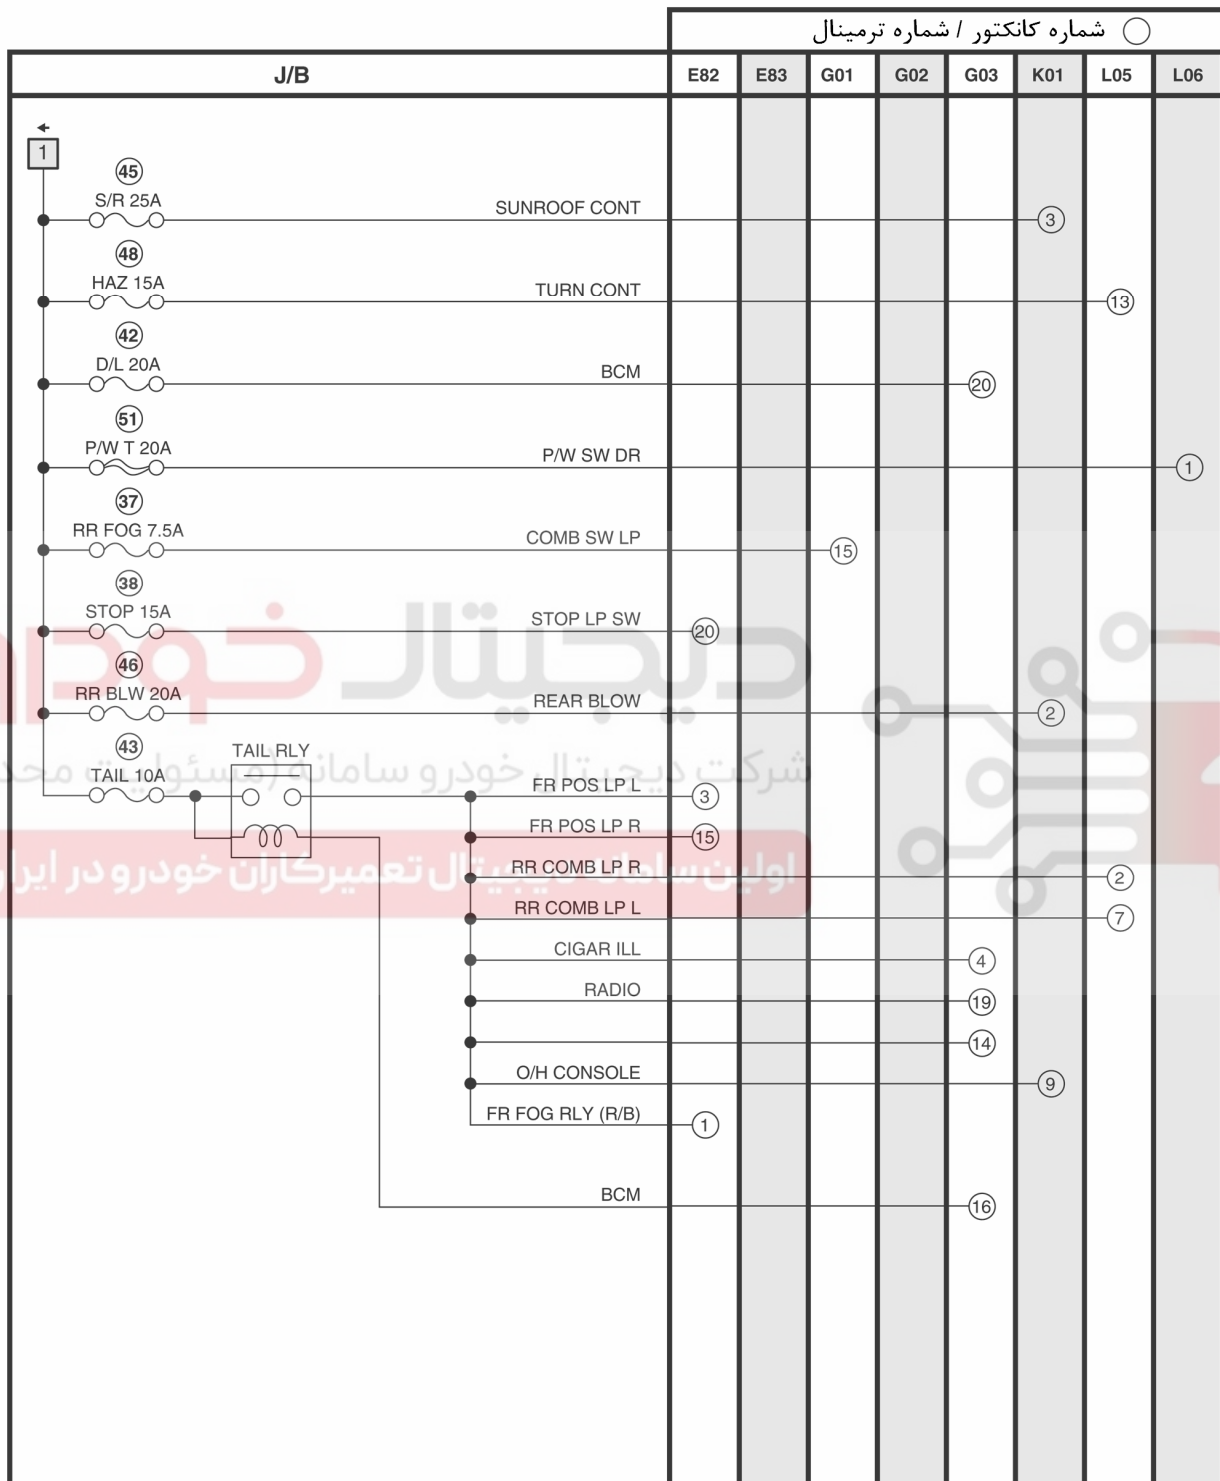 شماره کانکتور / شماره ترمینال
J/B E82 E83 G01 G02 G03 K01 L05 L06
1
45
S/R 25A
SUNROOF CONT 3
48
HAZ 15A
TURN CONT 13
42
D/L 20A
BCM 20
51
P/W T 20A
P/W SW DR 1
37
RR FOG 7.5A
COMB SW LP 15
38
STOP 15A
STOP LP SW 20
دیجیتال خودرو
46
RR BLW 20A
REAR BLOW 2
43
TAIL RLY
شرکت دیجیتال خودرو سامانه (مسئولیت محد
TAIL 10A
FR POS LP L 3
FR POS LP R 15
اولین سامانه دیجیتال تعمیرکاران خودرو در ایرا
RR COMB LP R 2
RR COMB LP L 7
CIGAR ILL 4
RADIO 19
14
O/H CONSOLE 9
FR FOG RLY (R/B) 1
BCM 16